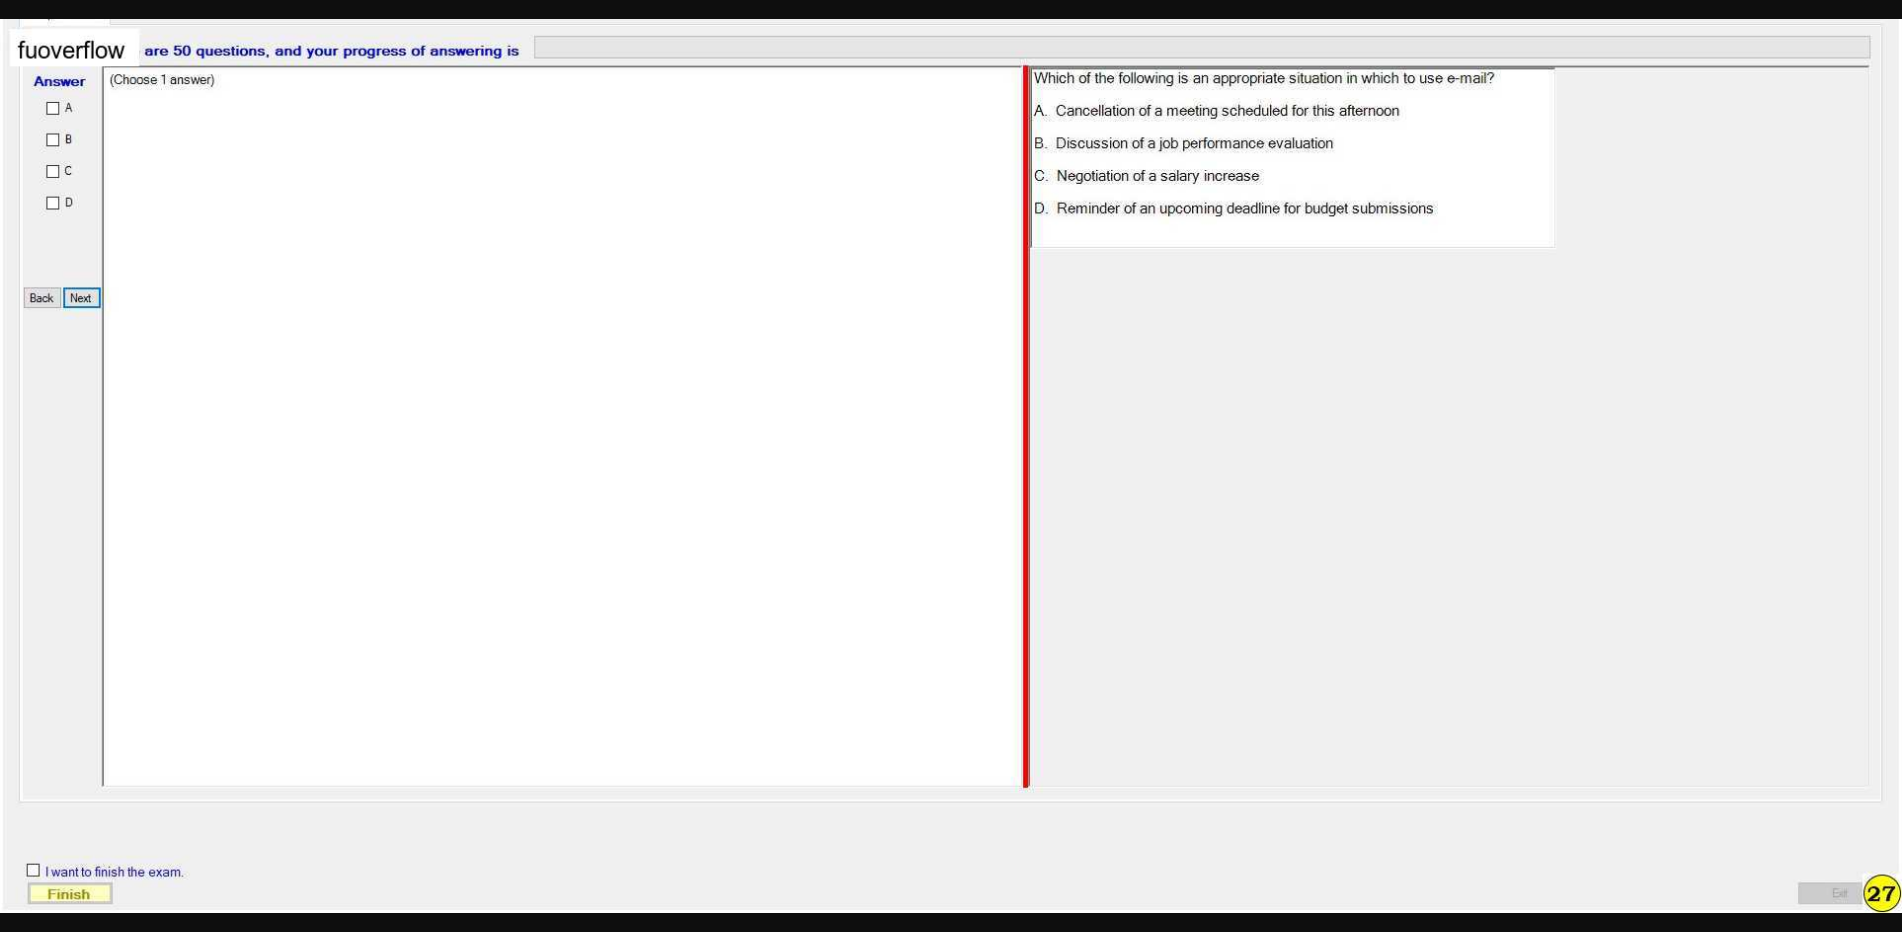 fuoverflow are 50 questions, and your progress of answering is
Answer
(Choose 1 answer)
A
B
C
D
Back Next
Which of the following is an appropriate situation in which to use e-mail?
A. Cancellation of a meeting scheduled for this afternoon
B. Discussion of a job performance evaluation
C. Negotiation of a salary increase
D. Reminder of an upcoming deadline for budget submissions
I want to finish the exam.
Finish
Exit
27